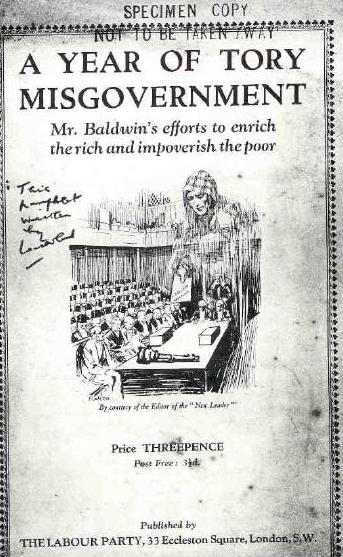 SPECIMEN COPY
NOT TO BE TAKEN AWAY
A YEAR OF TORY
MISGOVERNMENT
Mr. Baldwin's efforts to enrich
the rich and impoverish the poor
This
pamphlet
written
by
By courtesy of the Editor of the "New Leader"
Price THREEPENCE
Post Free: 3½d.
Published by
THE LABOUR PARTY, 33 Eccleston Square, London, S.W.